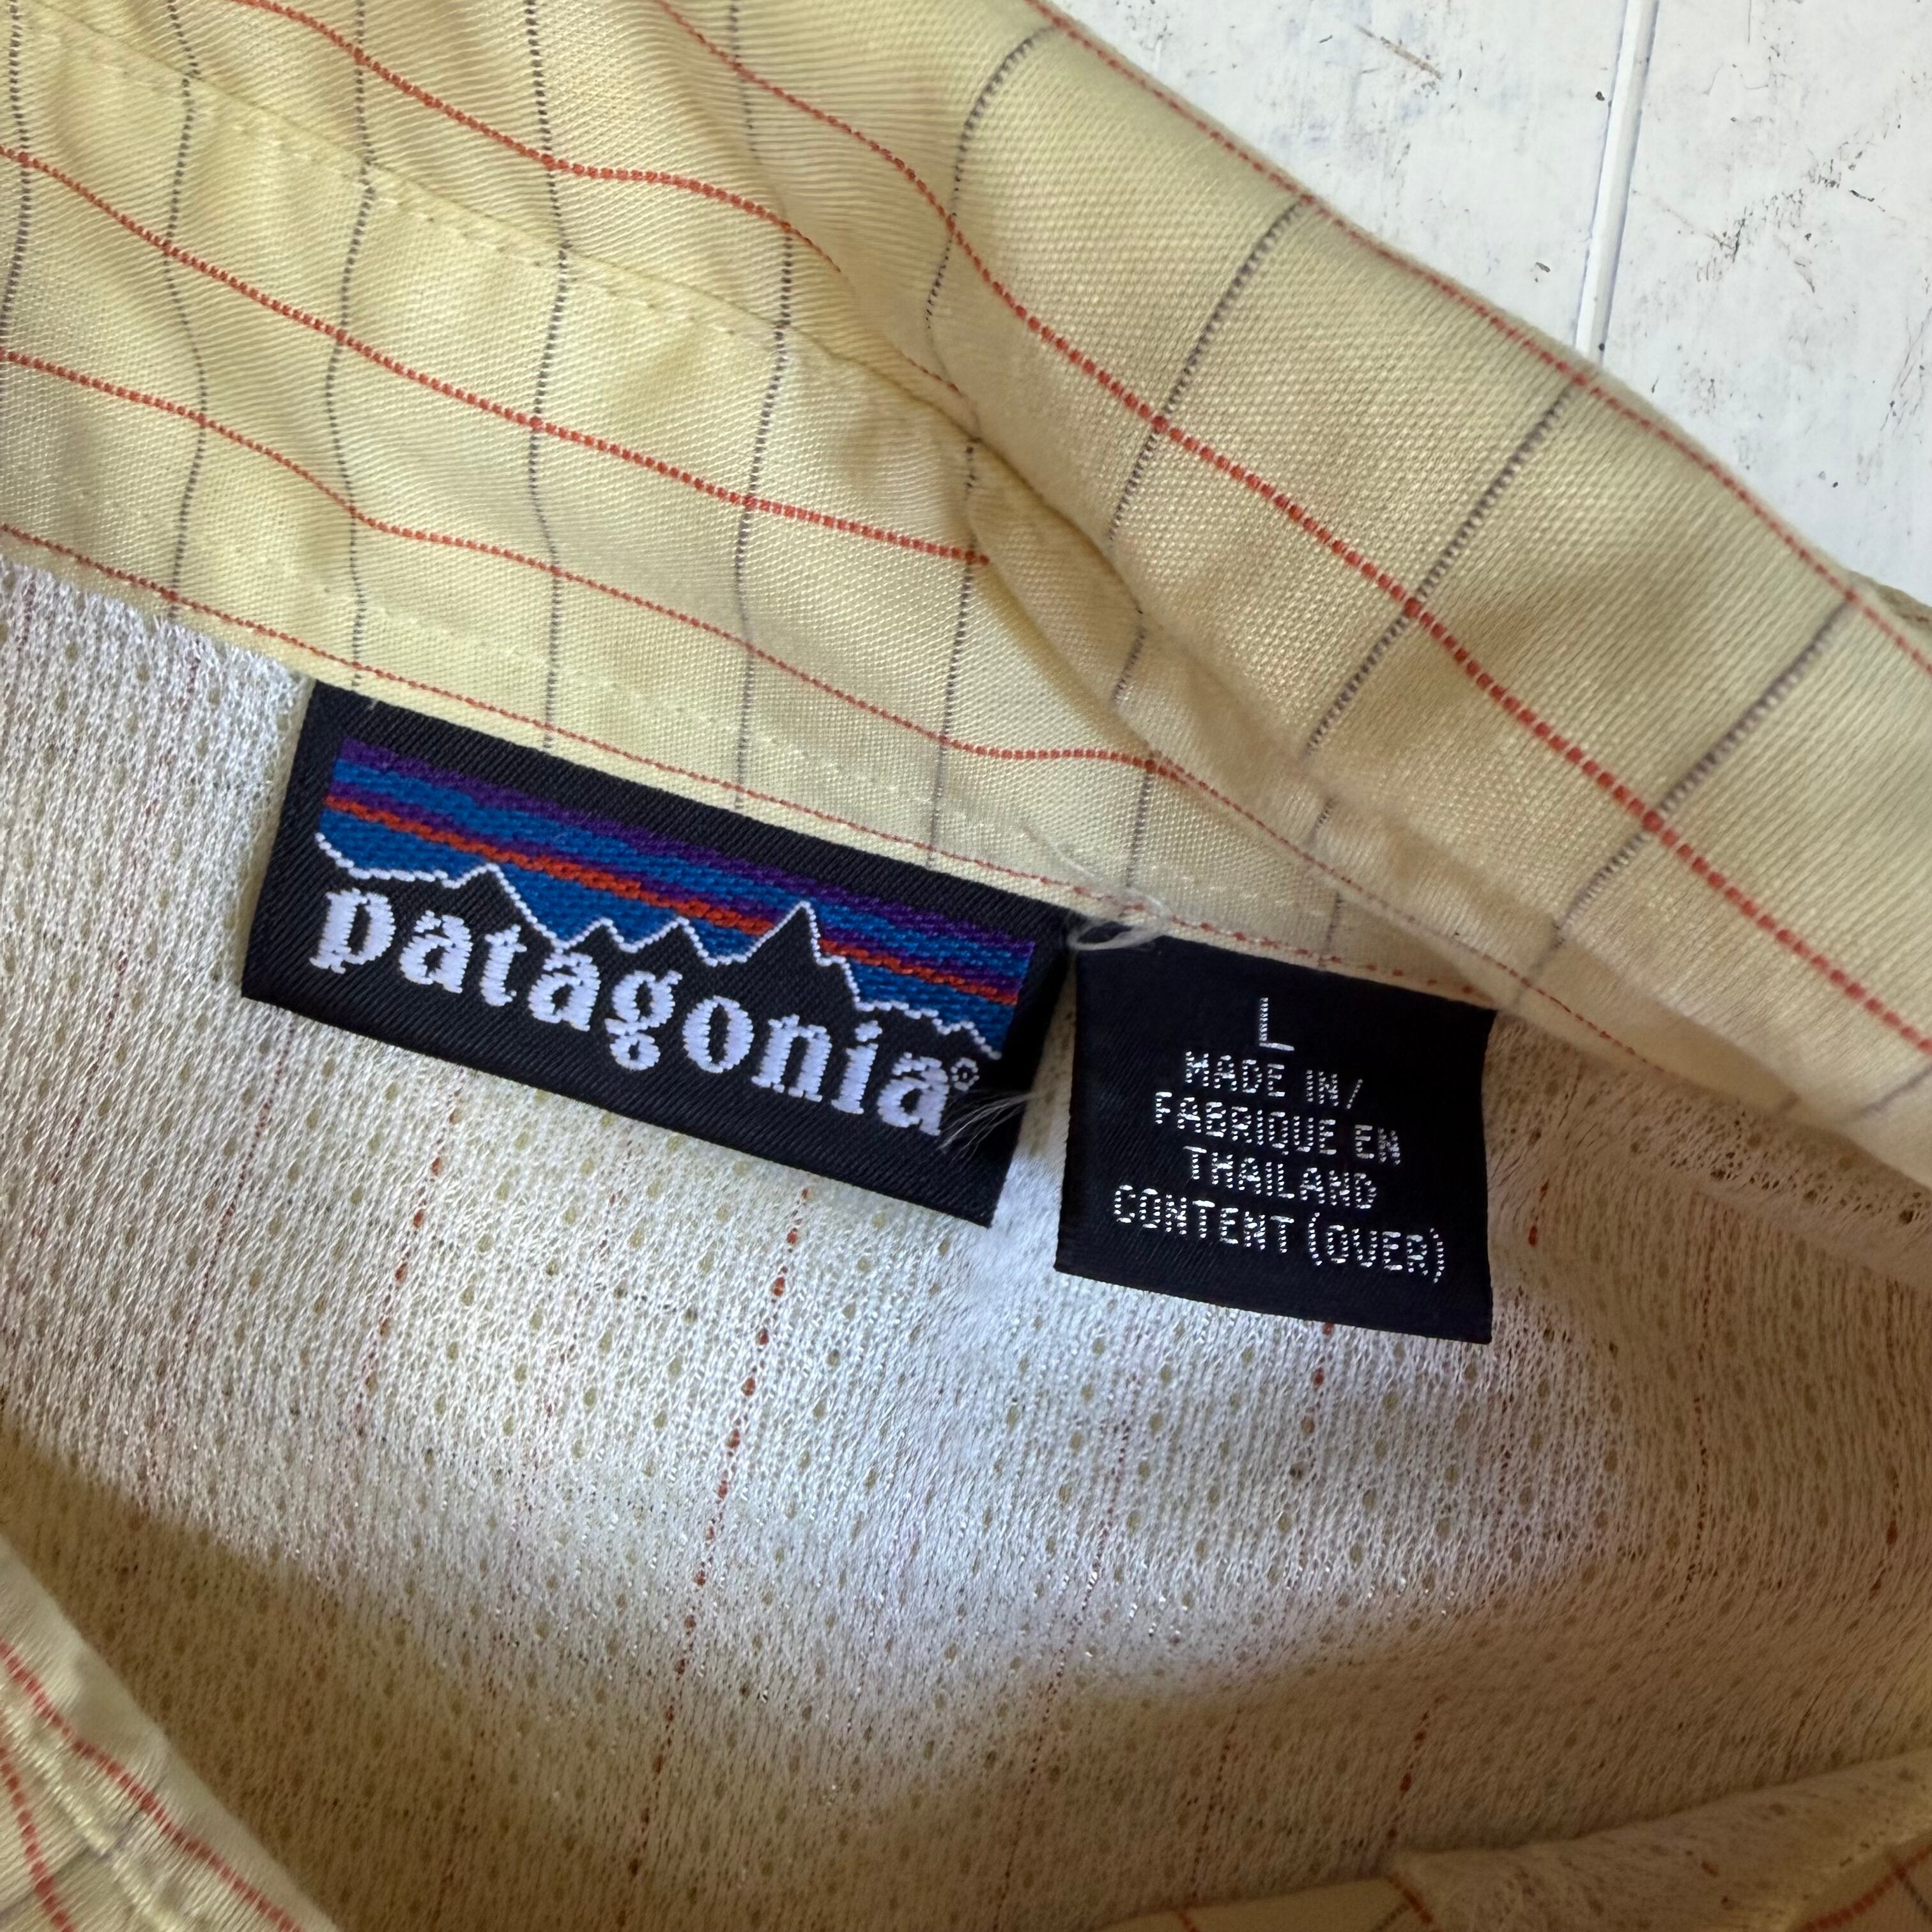 patagonia®
L
MADE IN/
FABRIQUE EN
THAILAND
CONTENT (OVER)